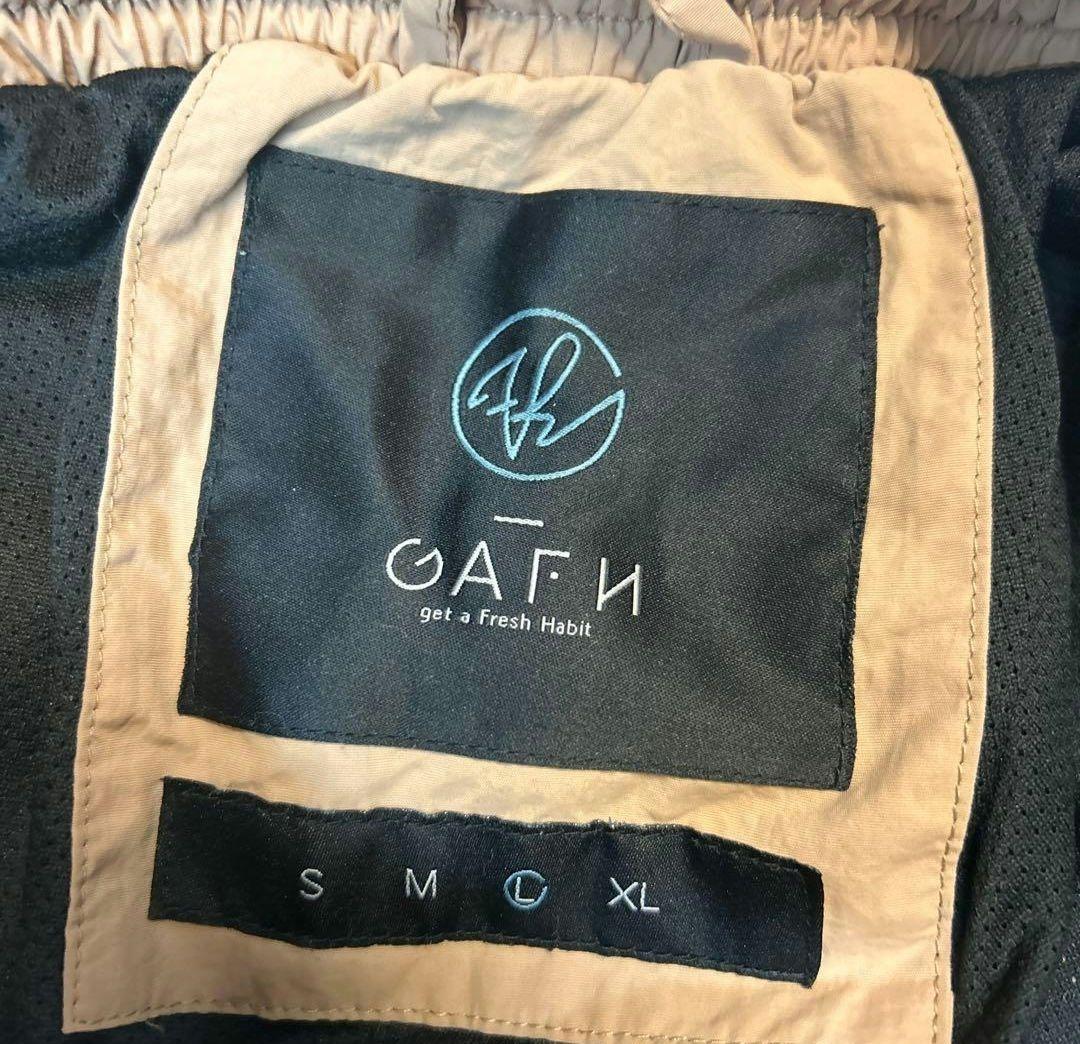 GAFH
get a Fresh Habit
S M L XL